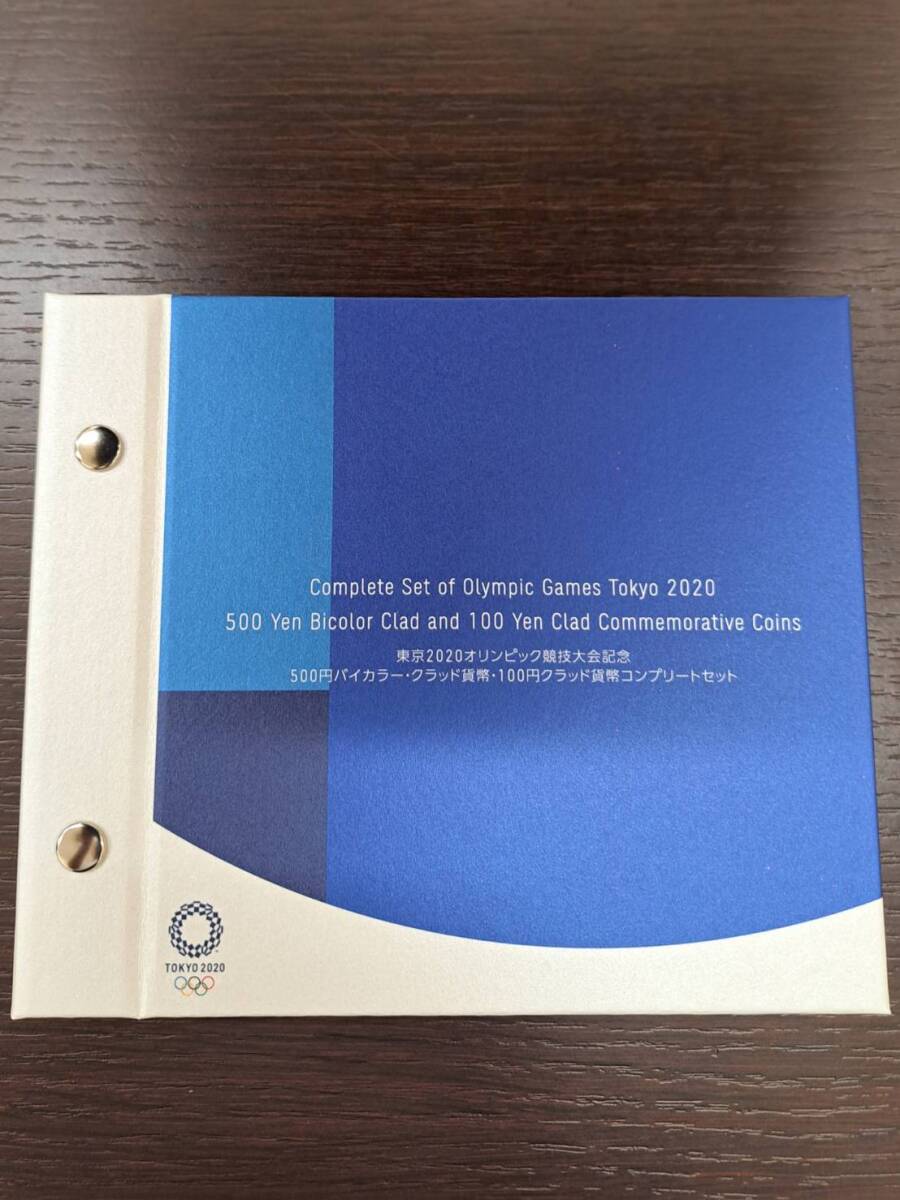 Complete Set of Olympic Games Tokyo 2020
500 Yen Bicolor Clad and 100 Yen Clad Commemorative Coins
東京2020オリンピック競技大会記念
500円バイカラー・クラッド貨幣・100円クラッド貨幣コンプリートセット
TOKYO 2020